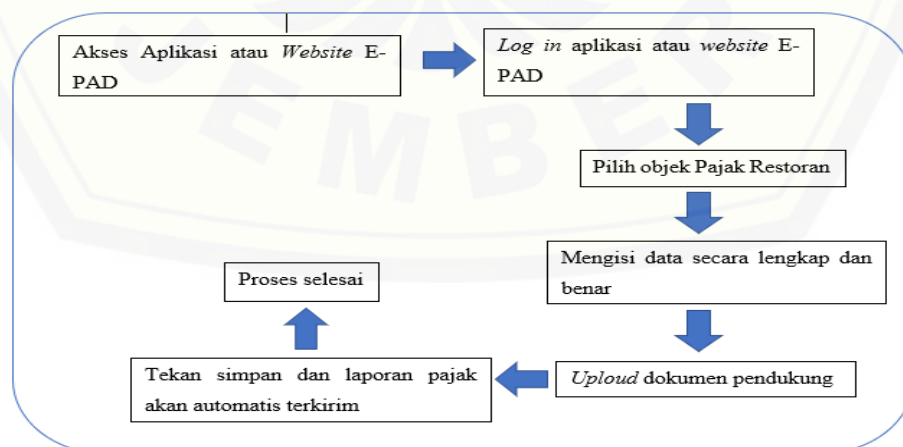 Akses Aplikasi atau Website E-
PAD
Log in aplikasi atau website E-
PAD
Pilih objek Pajak Restoran
Mengisi data secara lengkap dan
benar
Uploud dokumen pendukung
Tekan simpan dan laporan pajak
akan automatis terkirim
Proses selesai